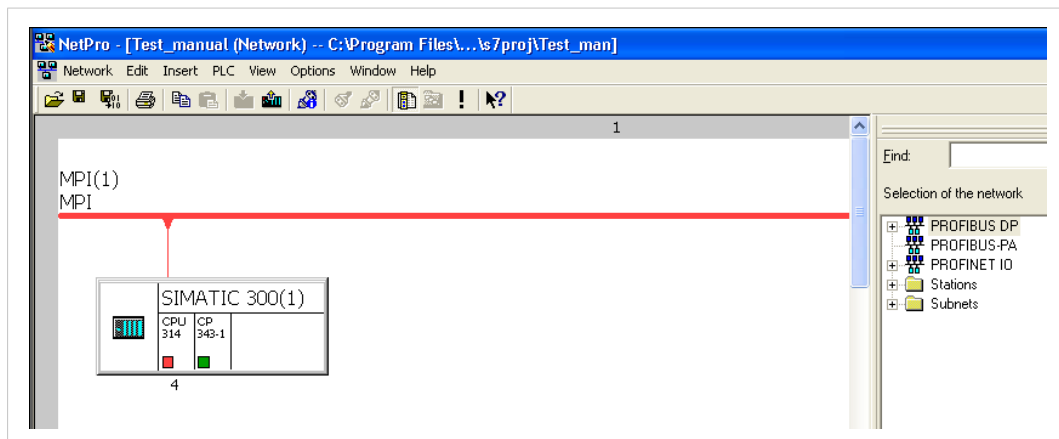 NetPro - [Test_manual (Network) -- C:\Program Files\...\s7proj\Test_man]
Network Edit Insert PLC View Options Window Help
1
MPI(1)
MPI
SIMATIC 300(1)
CPU 314
CP 343-1
4
Find:
Selection of the network
PROFIBUS DP
PROFIBUS-PA
PROFINET IO
Stations
Subnets